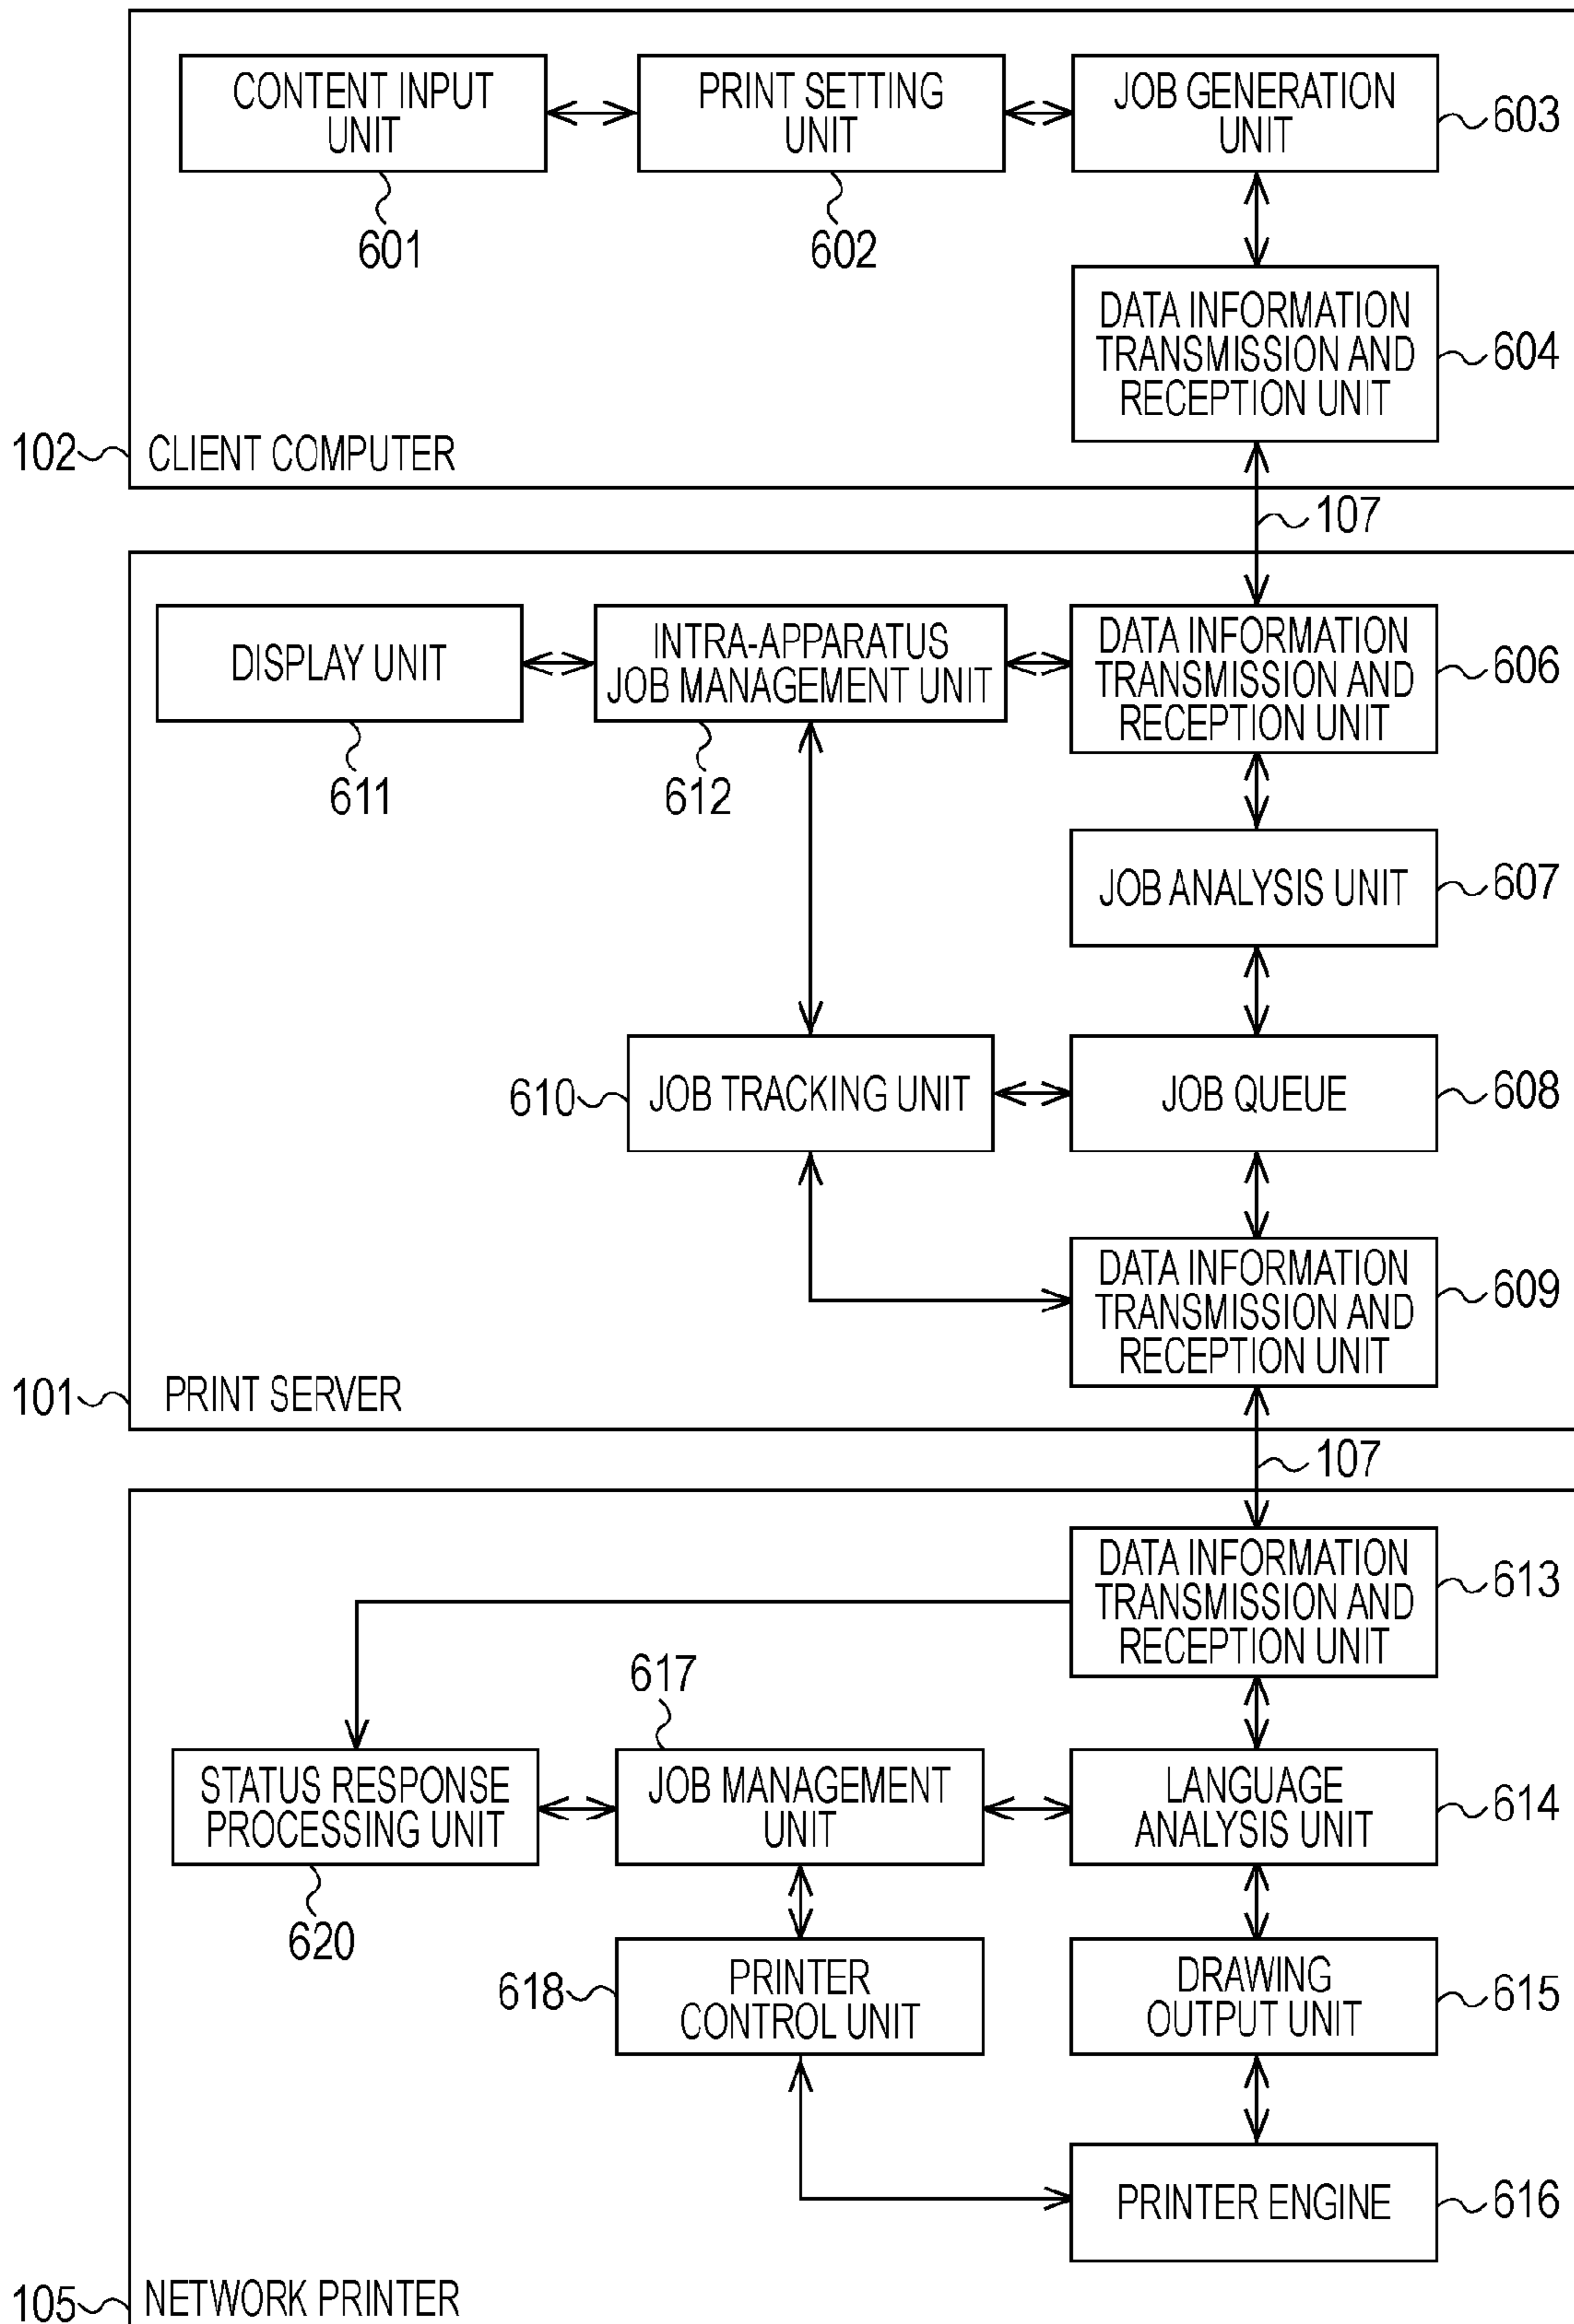 CONTENT INPUT
UNIT
601
PRINT SETTING
UNIT
602
JOB GENERATION
UNIT
603
DATA INFORMATION
TRANSMISSION AND
RECEPTION UNIT
604
102
CLIENT COMPUTER
107
DISPLAY UNIT
611
INTRA-APPARATUS
JOB MANAGEMENT UNIT
612
DATA INFORMATION
TRANSMISSION AND
RECEPTION UNIT
606
JOB ANALYSIS UNIT
607
610
JOB TRACKING UNIT
JOB QUEUE
608
DATA INFORMATION
TRANSMISSION AND
RECEPTION UNIT
609
101
PRINT SERVER
107
DATA INFORMATION
TRANSMISSION AND
RECEPTION UNIT
613
617
STATUS RESPONSE
PROCESSING UNIT
620
JOB MANAGEMENT
UNIT
LANGUAGE
ANALYSIS UNIT
614
618
PRINTER
CONTROL UNIT
DRAWING
OUTPUT UNIT
615
PRINTER ENGINE
616
105
NETWORK PRINTER